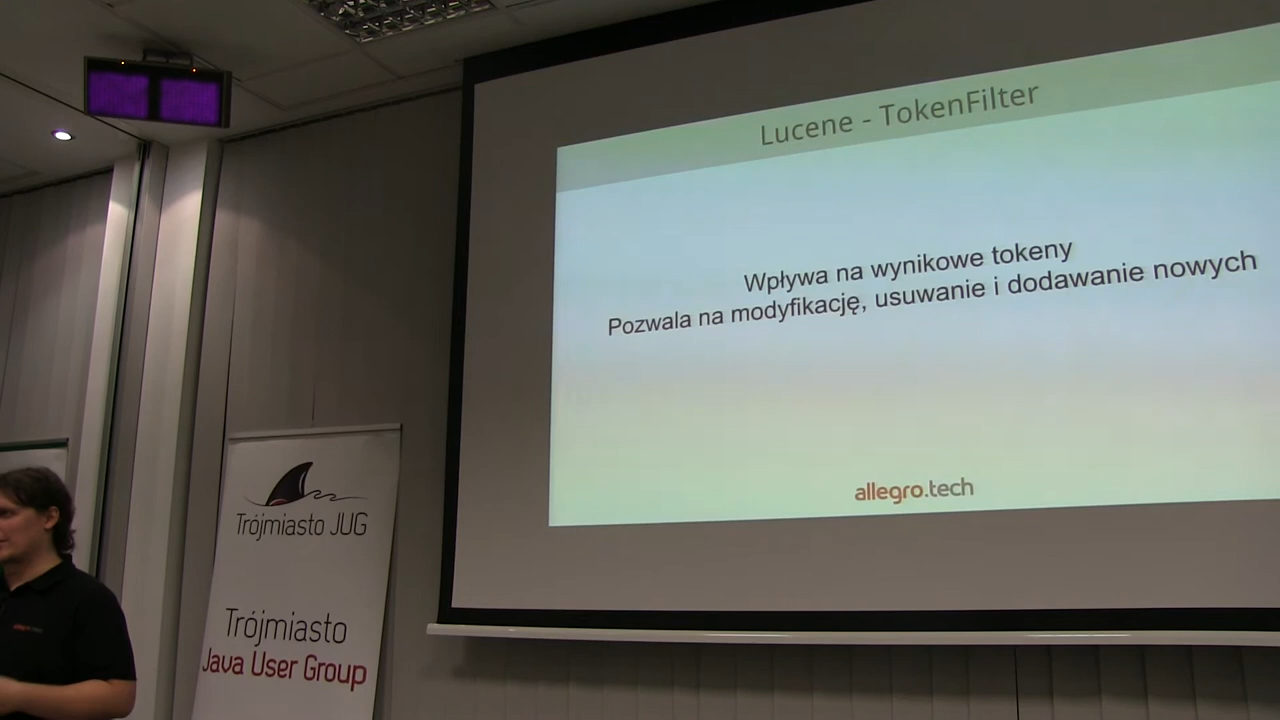 Lucene - TokenFilter
Wpływa na wynikowe tokeny
Pozwala na modyfikację, usuwanie i dodawanie nowych
allegro.tech
Trójmiasto JUG
Trójmiasto
Java User Group